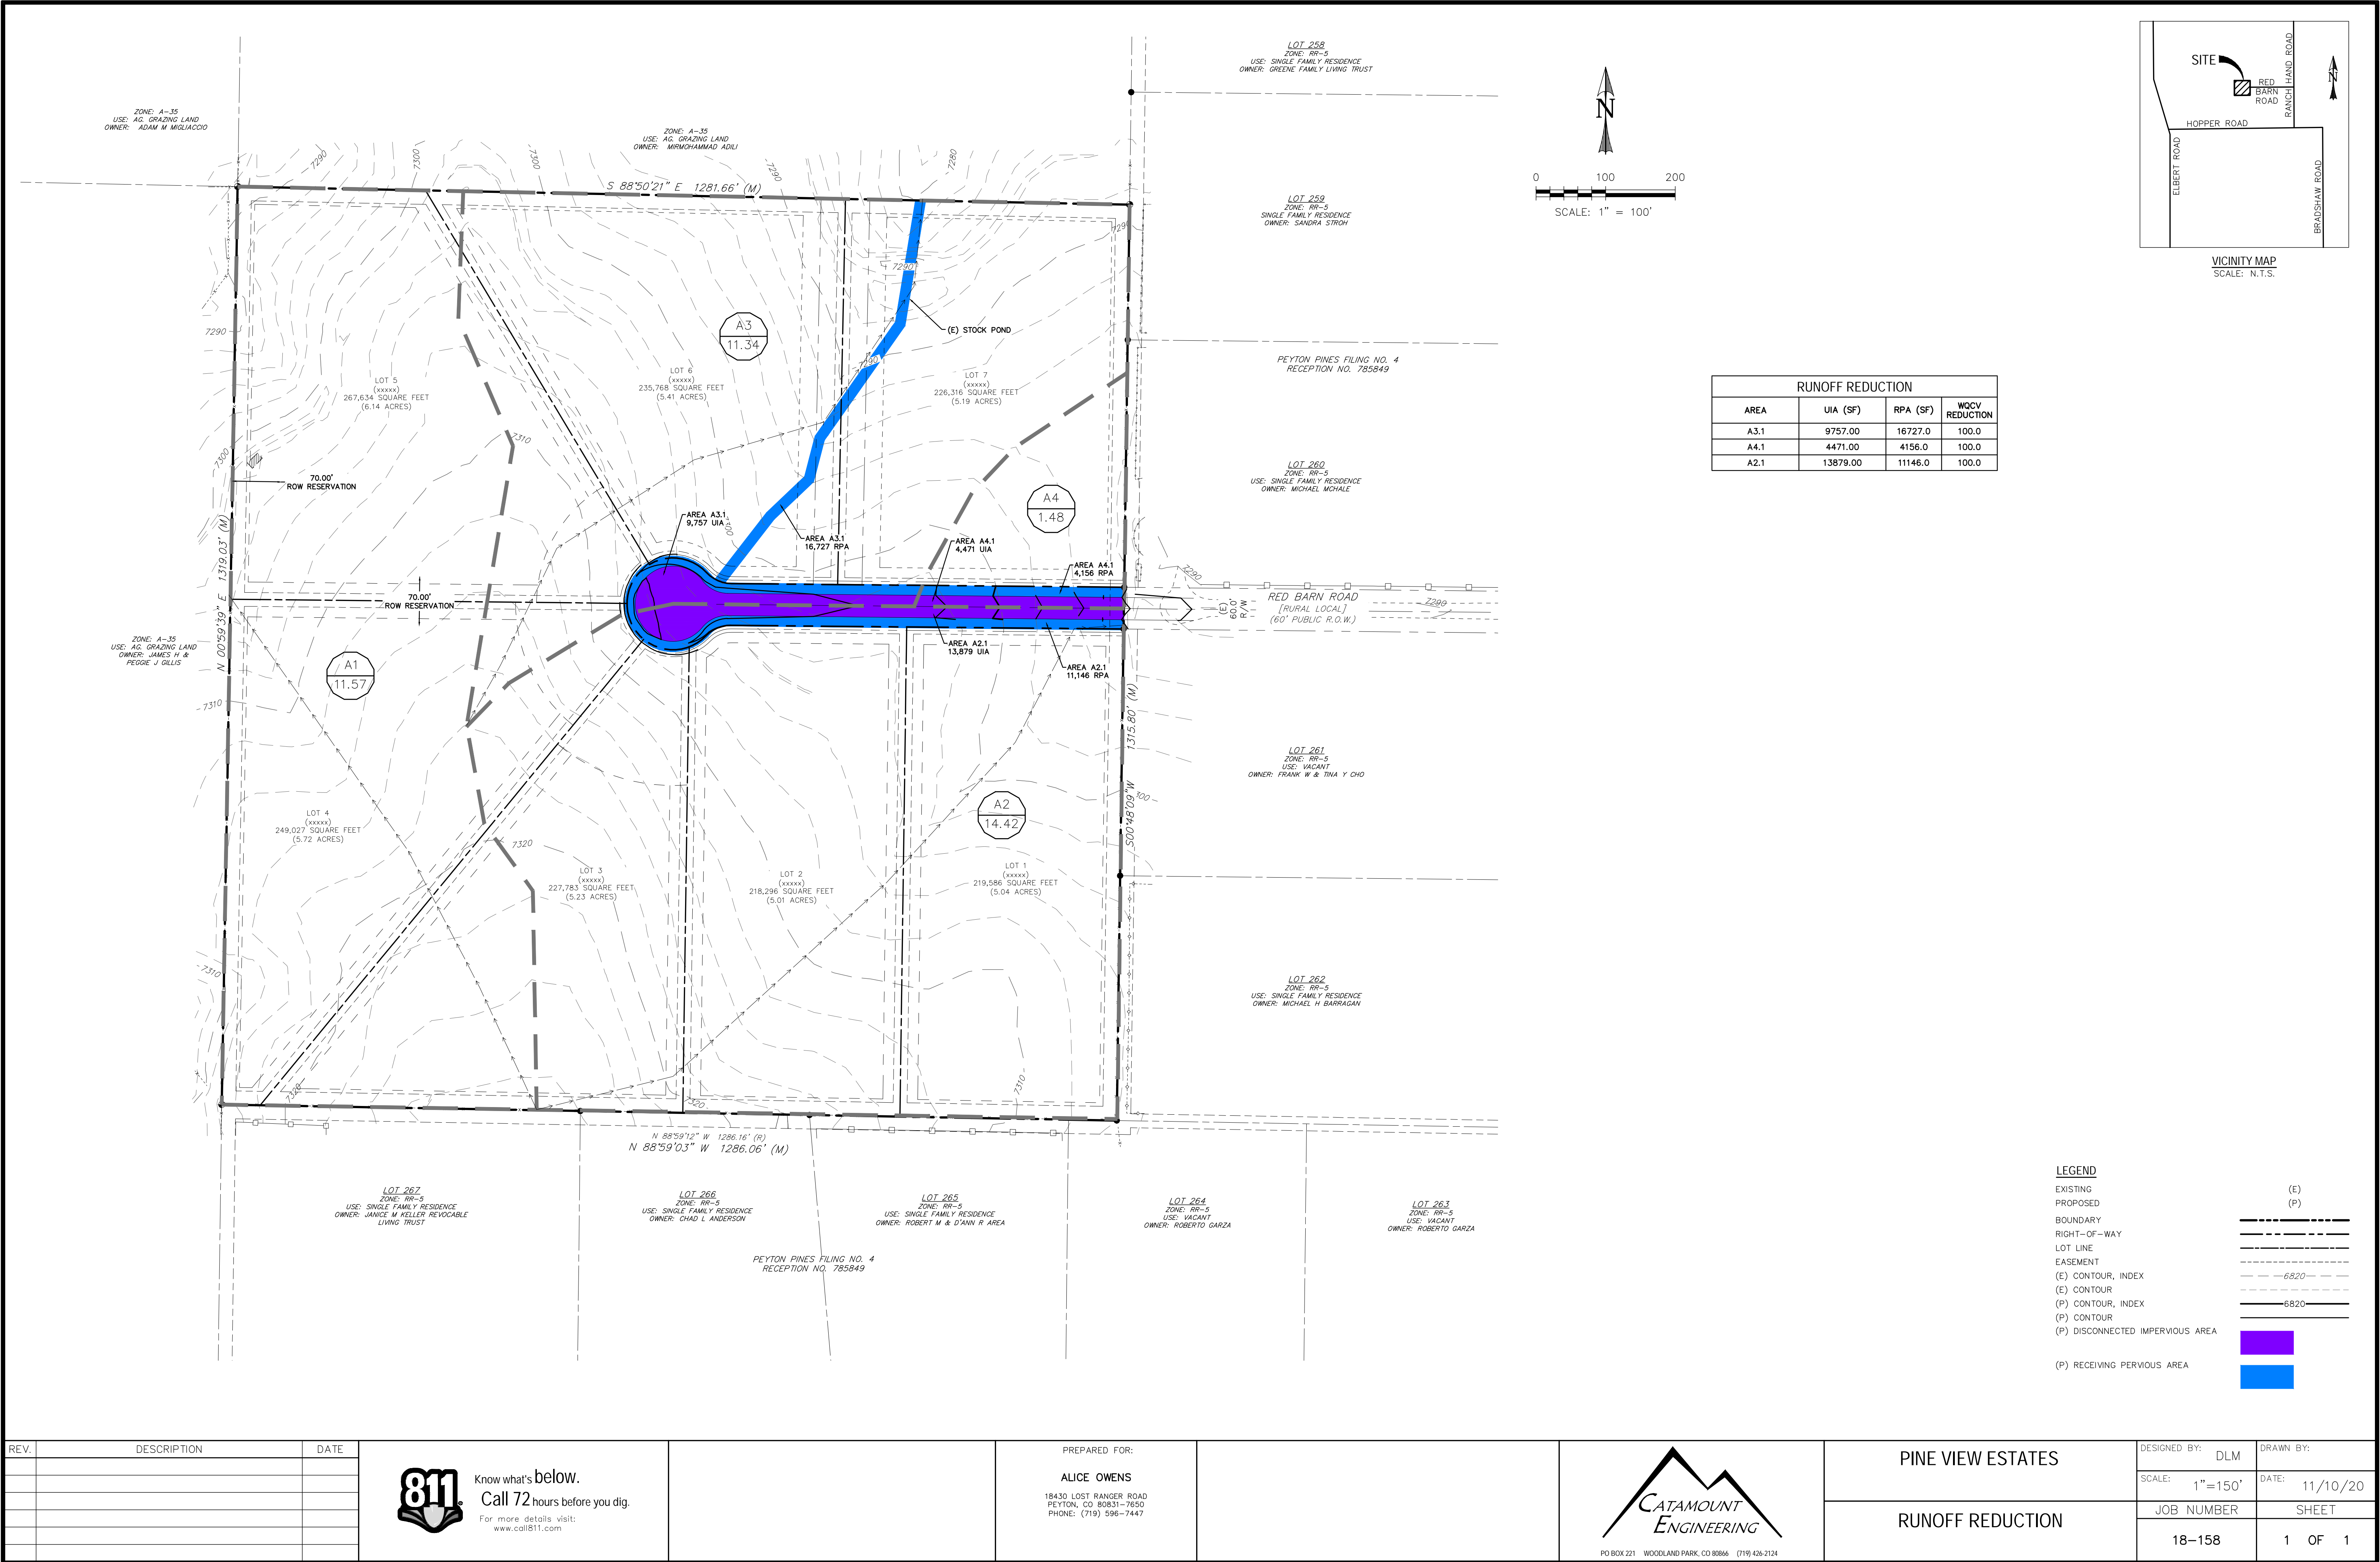 LOT 258
ZONE: RR-5
USE: SINGLE FAMILY RESIDENCE
OWNER: GREENE FAMILY LIVING TRUST
ZONE: A-35
USE: AG. GRAZING LAND
OWNER: ADAM M MIGLIACCIO
ZONE: A-35
USE: AG. GRAZING LAND
OWNER: MIRMOHAMMAD ADILI
7290
7300
7300
7290
7280
S 88°50'21" E 1281.66' (M)
LOT 259
ZONE: RR-5
SINGLE FAMILY RESIDENCE
OWNER: SANDRA STROH
N
0 100 200
SCALE: 1" = 100'
SITE
RED
BARN
ROAD
RANCH HAND ROAD
N
HOPPER ROAD
ELBERT ROAD
BRADSHAW ROAD
VICINITY MAP
SCALE: N.T.S.
7290
7290
7290
(E) STOCK POND
A3
11.34
7290
7290
PEYTON PINES FILING NO. 4
RECEPTION NO. 785849
LOT 5
(xxxxx)
267,634 SQUARE FEET
(6.14 ACRES)
LOT 6
(xxxxx)
235,768 SQUARE FEET
(5.41 ACRES)
LOT 7
(xxxxx)
226,316 SQUARE FEET
(5.19 ACRES)
RUNOFF REDUCTION
AREA UIA (SF) RPA (SF) WQCV REDUCTION
A3.1 9757.00 16727.0 100.0
A4.1 4471.00 4156.0 100.0
A2.1 13879.00 11146.0 100.0
7310
7300
70.00'
ROW RESERVATION
LOT 260
ZONE: RR-5
USE: SINGLE FAMILY RESIDENCE
OWNER: MICHAEL MCHALE
A4
1.48
AREA A3.1
9,757 UIA
7300
AREA A3.1
16,727 RPA
AREA A4.1
4,471 UIA
AREA A4.1
4,156 RPA
N 00°59'39" E 1319.03' (M)
70.00'
ROW RESERVATION
7290
(E)
60.0'
R/W
RED BARN ROAD
[RURAL LOCAL]
(60' PUBLIC R.O.W.)
7290
ZONE: A-35
USE: AG. GRAZING LAND
OWNER: JAMES H &
PEGGIE J GILLIS
A1
11.57
AREA A2.1
13,879 UIA
AREA A2.1
11,146 RPA
7310
S00°48'09"W 1315.80' (M)
LOT 261
ZONE: RR-5
USE: VACANT
OWNER: FRANK W & TINA Y CHO
A2
14.42
300
LOT 4
(xxxxx)
249,027 SQUARE FEET
(5.72 ACRES)
7320
LOT 3
(xxxxx)
227,783 SQUARE FEET
(5.23 ACRES)
LOT 2
(xxxxx)
218,296 SQUARE FEET
(5.01 ACRES)
LOT 1
(xxxxx)
219,586 SQUARE FEET
(5.04 ACRES)
7310
LOT 262
ZONE: RR-5
USE: SINGLE FAMILY RESIDENCE
OWNER: MICHAEL H BARRAGAN
7320
7320
7310
N 88°59'12" W 1286.16' (R)
N 88°59'03" W 1286.06' (M)
LOT 267
ZONE: RR-5
USE: SINGLE FAMILY RESIDENCE
OWNER: JANICE M KELLER REVOCABLE
LIVING TRUST
LOT 266
ZONE: RR-5
USE: SINGLE FAMILY RESIDENCE
OWNER: CHAD L ANDERSON
LOT 265
ZONE: RR-5
USE: SINGLE FAMILY RESIDENCE
OWNER: ROBERT M & D'ANN R AREA
LOT 264
ZONE: RR-5
USE: VACANT
OWNER: ROBERTO GARZA
LOT 263
ZONE: RR-5
USE: VACANT
OWNER: ROBERTO GARZA
PEYTON PINES FILING NO. 4
RECEPTION NO. 785849
LEGEND
EXISTING (E)
PROPOSED (P)
BOUNDARY
RIGHT-OF-WAY
LOT LINE
EASEMENT
(E) CONTOUR, INDEX 6820
(E) CONTOUR
(P) CONTOUR, INDEX 6820
(P) CONTOUR
(P) DISCONNECTED IMPERVIOUS AREA
(P) RECEIVING PERVIOUS AREA
REV. DESCRIPTION DATE
811
Know what's below.
Call 72 hours before you dig.
For more details visit:
www.call811.com
PREPARED FOR:
ALICE OWENS
18430 LOST RANGER ROAD
PEYTON, CO 80831-7650
PHONE: (719) 596-7447
CATAMOUNT
ENGINEERING
PO BOX 221 WOODLAND PARK, CO 80866 (719) 426-2124
PINE VIEW ESTATES
RUNOFF REDUCTION
DESIGNED BY: DLM
DRAWN BY:
SCALE: 1"=150'
DATE: 11/10/20
JOB NUMBER
18-158
SHEET
1 OF 1